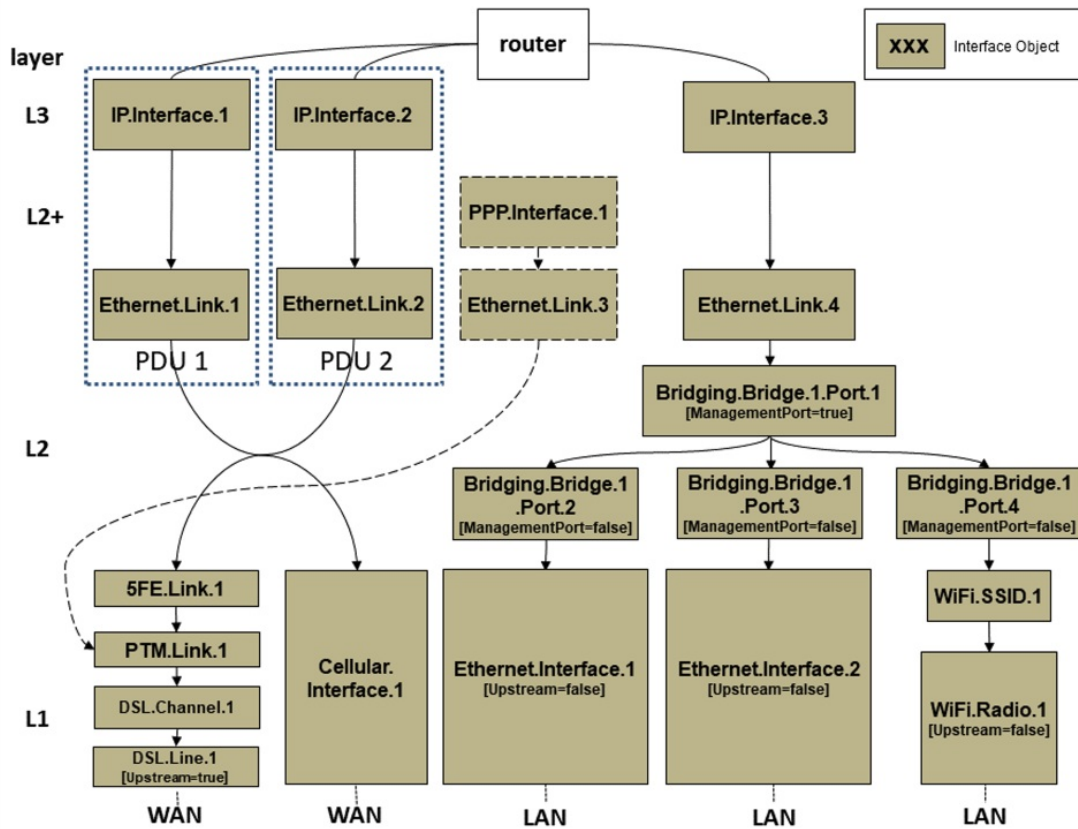 router
XXX
Interface Object
layer
L3
IP.Interface.1
IP.Interface.2
IP.Interface.3
L2+
PPP.Interface.1
Ethernet.Link.1
Ethernet.Link.2
Ethernet.Link.3
Ethernet.Link.4
PDU 1
PDU 2
Bridging.Bridge.1.Port.1
[ManagementPort=true]
L2
Bridging.Bridge.1
.Port.2
[ManagementPort=false]
Bridging.Bridge.1
.Port.3
[ManagementPort=false]
Bridging.Bridge.1
.Port.4
[ManagementPort=false]
5FE.Link.1
PTM.Link.1
DSL.Channel.1
L1
DSL.Line.1
[Upstream=true]
Cellular.
Interface.1
Ethernet.Interface.1
[Upstream=false]
Ethernet.Interface.2
[Upstream=false]
WiFi.SSID.1
WiFi.Radio.1
[Upstream=false]
WAN
WAN
LAN
LAN
LAN